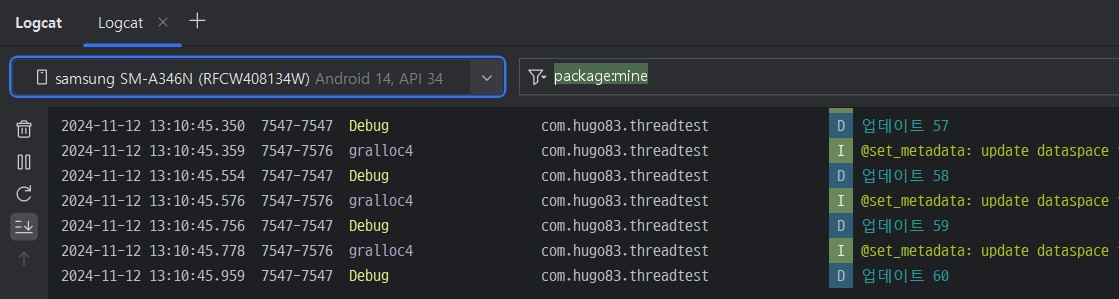 Logcat Logcat
samsung SM-A346N (RFCW408134W) Android 14, API 34 package:mine
2024-11-12 13:10:45.350 7547-7547 Debug com.hugo83.threadtest D 업데이트 57
2024-11-12 13:10:45.359 7547-7576 gralloc4 com.hugo83.threadtest I @set_metadata: update dataspace
2024-11-12 13:10:45.554 7547-7547 Debug com.hugo83.threadtest D 업데이트 58
2024-11-12 13:10:45.576 7547-7576 gralloc4 com.hugo83.threadtest I @set_metadata: update dataspace
2024-11-12 13:10:45.756 7547-7547 Debug com.hugo83.threadtest D 업데이트 59
2024-11-12 13:10:45.778 7547-7576 gralloc4 com.hugo83.threadtest I @set_metadata: update dataspace
2024-11-12 13:10:45.959 7547-7547 Debug com.hugo83.threadtest D 업데이트 60